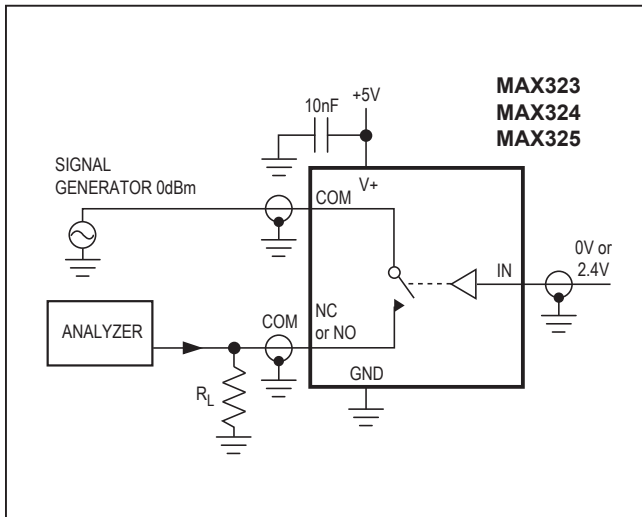 MAX323
MAX324
MAX325
+5V
10nF
SIGNAL
GENERATOR 0dBm
V+
COM
IN
0V or
2.4V
ANALYZER
COM
NC
or NO
R_L
GND